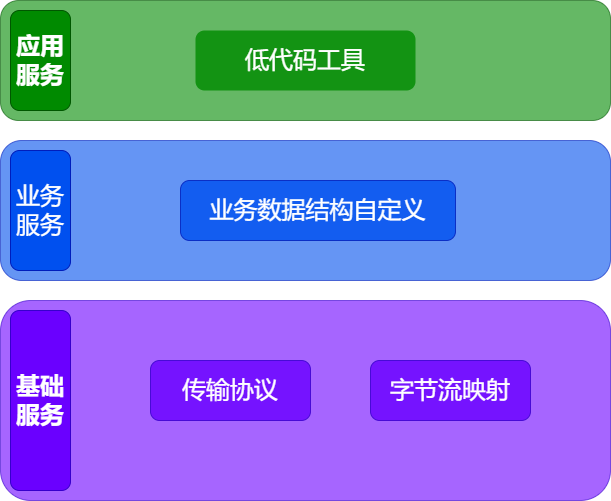 应用
服务
低代码工具
业务
服务
业务数据结构自定义
基础
服务
传输协议
字节流映射